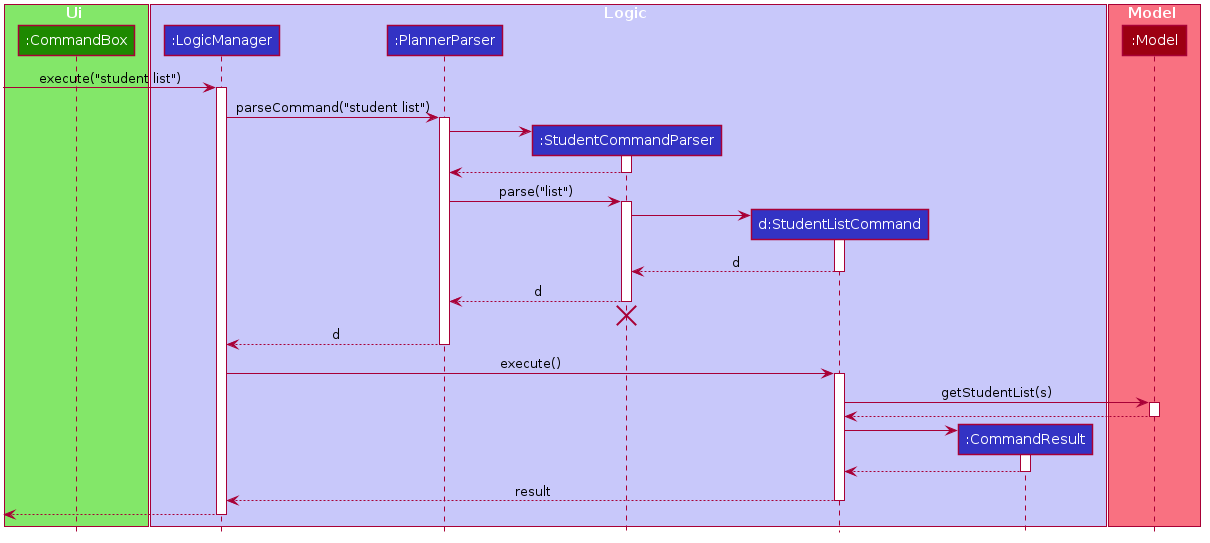 Ui
Logic
Model
:CommandBox
:LogicManager
:PlannerParser
:Model
execute("student list")
parseCommand("student list")
:StudentCommandParser
parse("list")
d:StudentListCommand
d
d
d
execute()
getStudentList(s)
:CommandResult
result